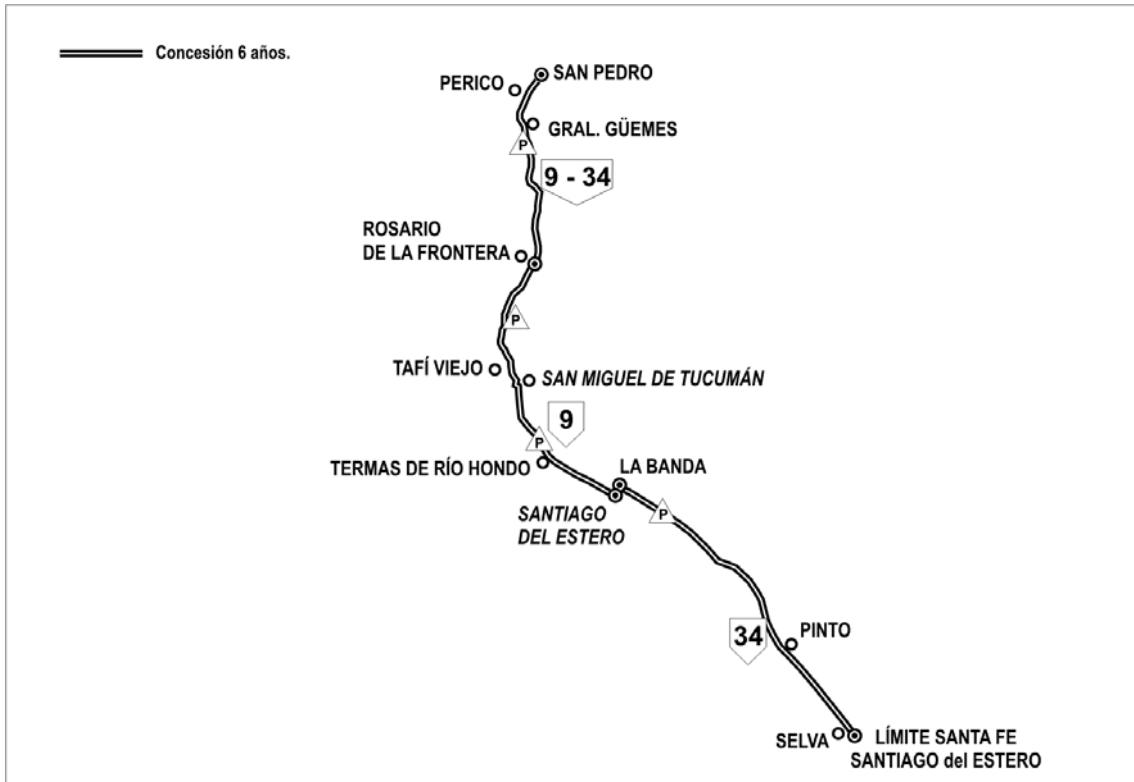 Concesión 6 años.
SAN PEDRO
PERICO
GRAL. GÜEMES
P
9 - 34
ROSARIO
DE LA FRONTERA
P
TAFÍ VIEJO
SAN MIGUEL DE TUCUMÁN
9
P
TERMAS DE RÍO HONDO
LA BANDA
SANTIAGO
DEL ESTERO
P
34
PINTO
SELVA
LÍMITE SANTA FE
SANTIAGO del ESTERO